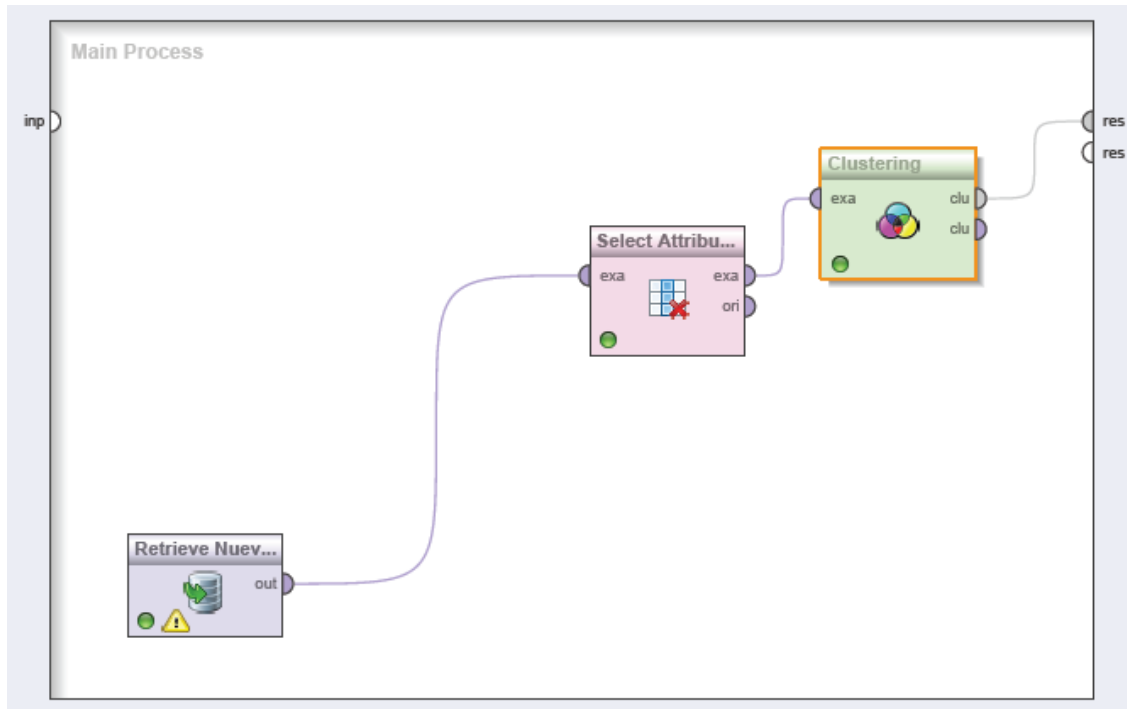 Main Process
inp
res
res
Clustering
exa
clu
clu
Select Attribu...
exa
exa
ori
Retrieve Nuev...
out